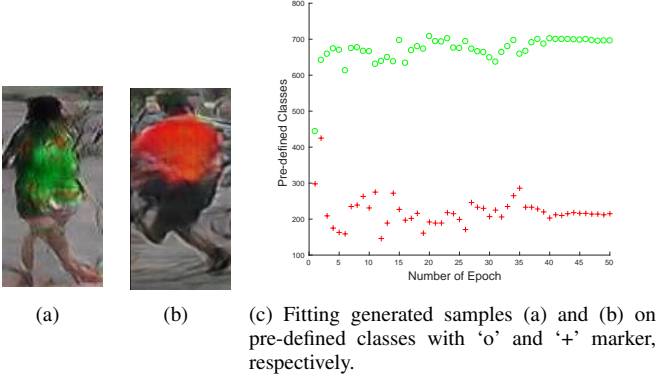 800
700
600
500
400
300
200
100
Pre-defined Classes
0
5
10
15
20
25
30
35
40
45
50
Number of Epoch
(a)
(b)
(c) Fitting generated samples (a) and (b) on
pre-defined classes with ‘o’ and ‘+’ marker,
respectively.